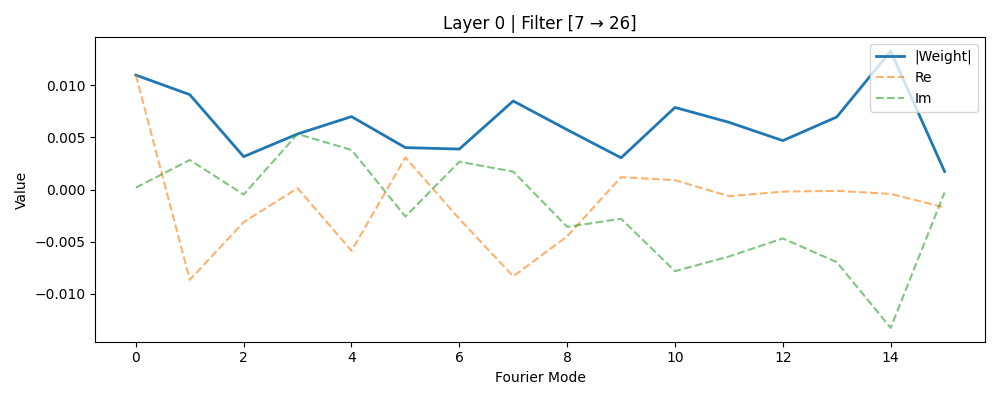 Layer 0 | Filter [7 → 26]
|Weight|
Re
Im
Value
0.010
0.005
0.000
−0.005
−0.010
0 2 4 6 8 10 12 14
Fourier Mode